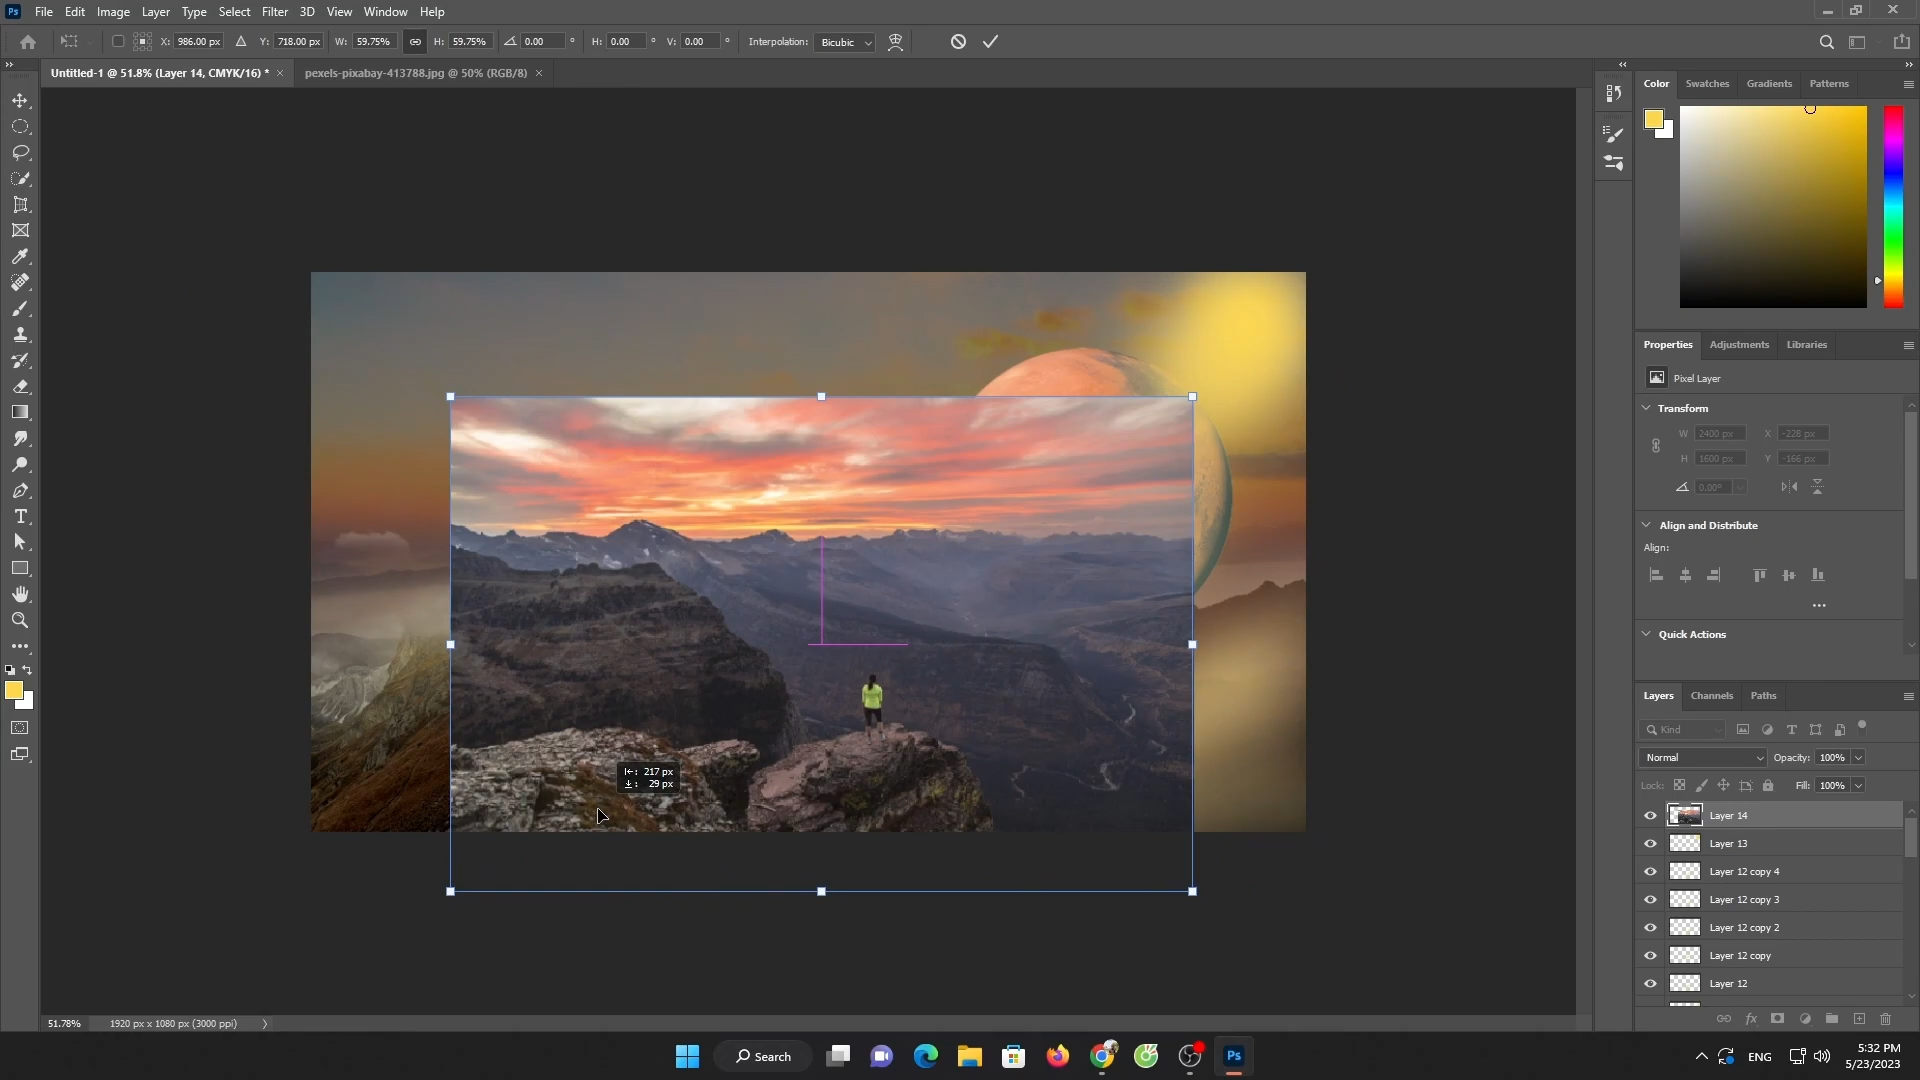 Ps File Edit Image Layer Type Select Filter 3D View Window Help
X: 986.00 px Y: 718.00 px W: 59.75% H: 59.75% 0.00 ° H: 0.00 ° V: 0.00 ° Interpolation: Bicubic
Untitled-1 @ 51.8% (Layer 14, CMYK/16) * × pexels-pixabay-413788.jpg @ 50% (RGB/8) ×
Color Swatches Gradients Patterns
Properties Adjustments Libraries
Pixel Layer
Transform
W 2400 px X -228 px
H 1600 px Y -166 px
0.00°
Align and Distribute
Align:
Quick Actions
Layers Channels Paths
Kind
Normal Opacity: 100%
Lock: Fill: 100%
Layer 14
Layer 13
Layer 12 copy 4
Layer 12 copy 3
Layer 12 copy 2
Layer 12 copy
Layer 12
217 px
29 px
51.78% 1920 px x 1080 px (3000 ppi)
Search
Ps
ENG
5:32 PM
5/23/2023